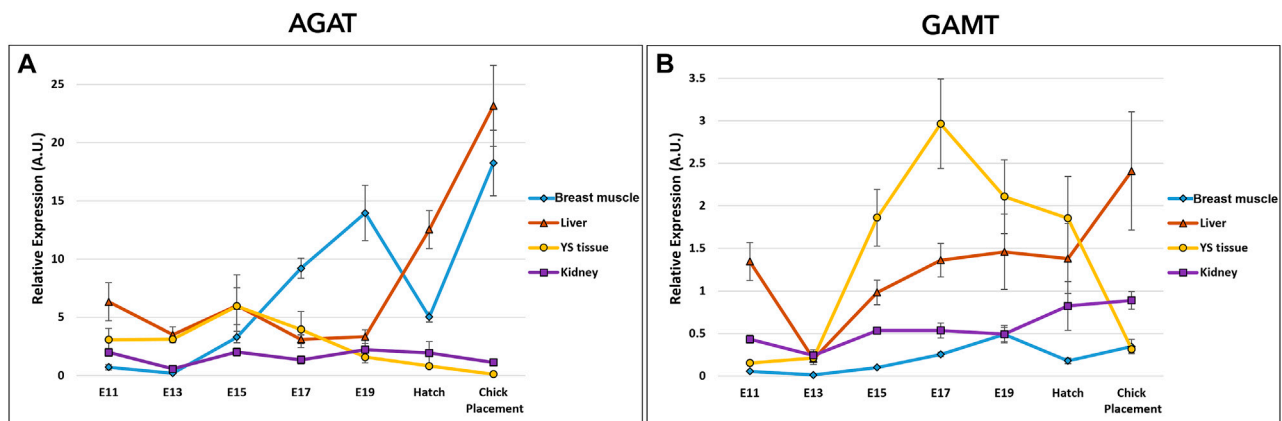 AGAT
GAMT
A
25
20
15
10
5
0
Relative Expression (A.U.)
E11 E13 E15 E17 E19 Hatch Chick
Placement
Breast muscle
Liver
YS tissue
Kidney
B
3.5
3
2.5
2
1.5
1
0.5
0
Relative Expression (A.U.)
E11 E13 E15 E17 E19 Hatch Chick
Placement
Breast muscle
Liver
YS tissue
Kidney